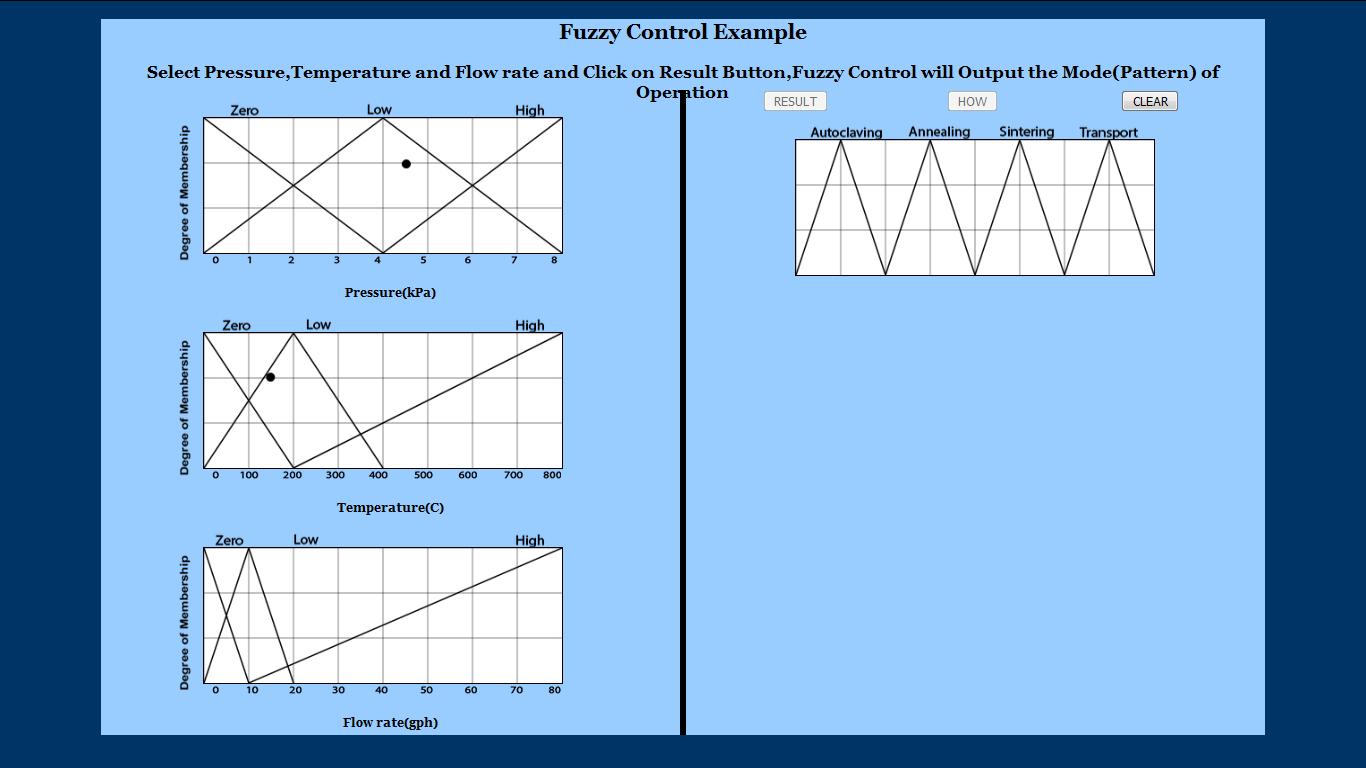 Fuzzy Control Example
Select Pressure,Temperature and Flow rate and Click on Result Button,Fuzzy Control will Output the Mode(Pattern) of
Operation
RESULT HOW CLEAR
Zero Low High
Degree of Membership
0 1 2 3 4 5 6 7 8
Pressure(kPa)
Zero Low High
Degree of Membership
0 100 200 300 400 500 600 700 800
Temperature(C)
Zero Low High
Degree of Membership
0 10 20 30 40 50 60 70 80
Flow rate(gph)
Autoclaving Annealing Sintering Transport